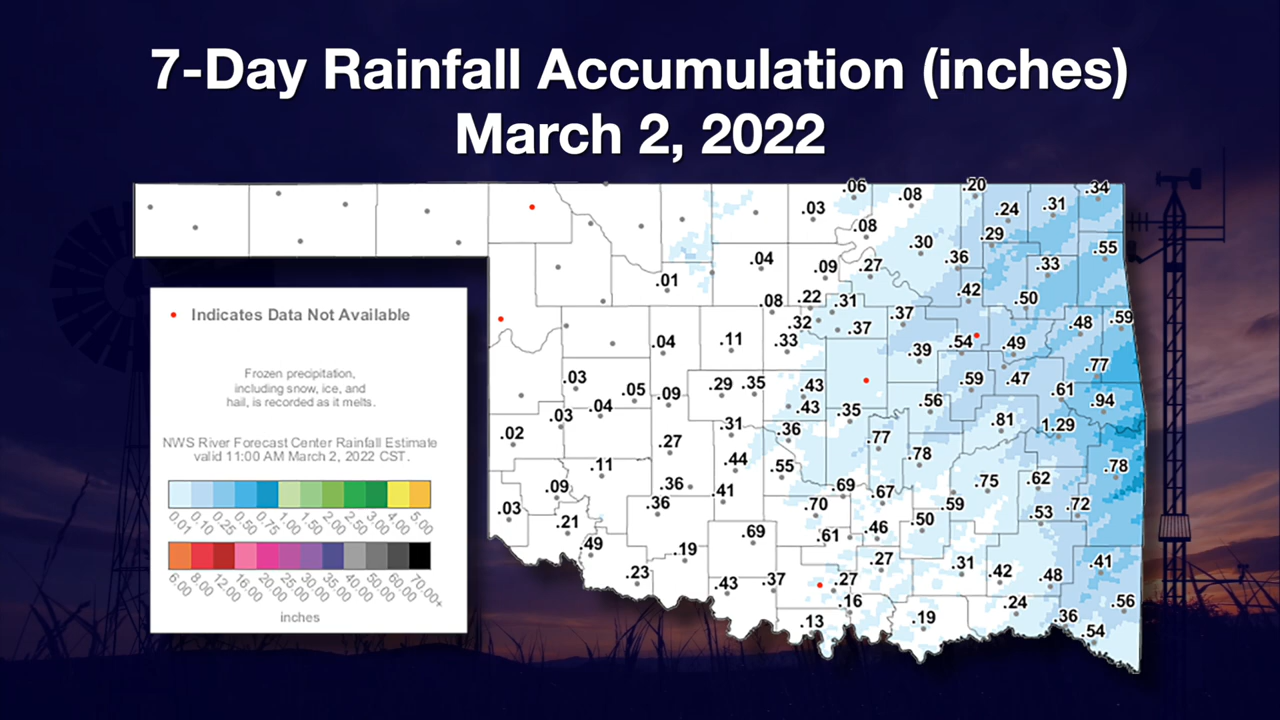 7-Day Rainfall Accumulation (inches)
March 2, 2022
.06 .08 .20 .34
.03 .24 .31
.08 .30 .29 .55
.04 .09 .27 .36 .33
.01 .08 .22 .31 .42 .50
Indicates Data Not Available
.32 .37 .37 .48 .59
.04 .11 .33 .39 .54 .49
Frozen precipitation,
including snow, ice, and
hail, is recorded as it melts.
.77
.03 .05 .09 .29 .35 .43 .59 .47 .61
.03 .04 .43 .35 .56 .94
.02 .31 .36 .77 .81 1.29
NWS River Forecast Center Rainfall Estimate
valid 11:00 AM March 2, 2022 CST.
.27 .44 .55 .78 .78
.11
.09 .36 .41 .69 .67 .75 .62
.03 .36 .70 .59 .53 .72
.21 .69 .61 .46 .50
.49 .19 .27 .31 .42 .41
.23 .43 .37 .27 .48
.13 .16 .19 .24 .36 .56
.54
0.01 0.10 0.25 0.50 0.75 1.00 1.50 2.00 2.50 3.00 4.00 5.00
6.00 8.00 12.00 16.00 20.00 25.00 30.00 35.00 40.00 50.00 60.00 70.00+
inches